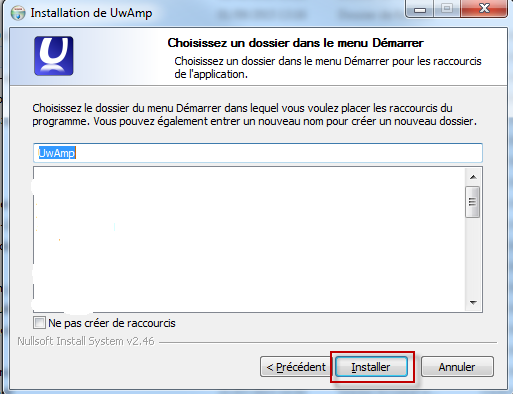 Installation de UwAmp
Choisissez un dossier dans le menu Démarrer
Choisissez un dossier dans le menu Démarrer pour les raccourcis
de l'application.
Choisissez le dossier du menu Démarrer dans lequel vous voulez placer les raccourcis du
programme. Vous pouvez également entrer un nouveau nom pour créer un nouveau dossier.
UwAmp
Ne pas créer de raccourcis
Nullsoft Install System v2.46
< Précédent
Installer
Annuler